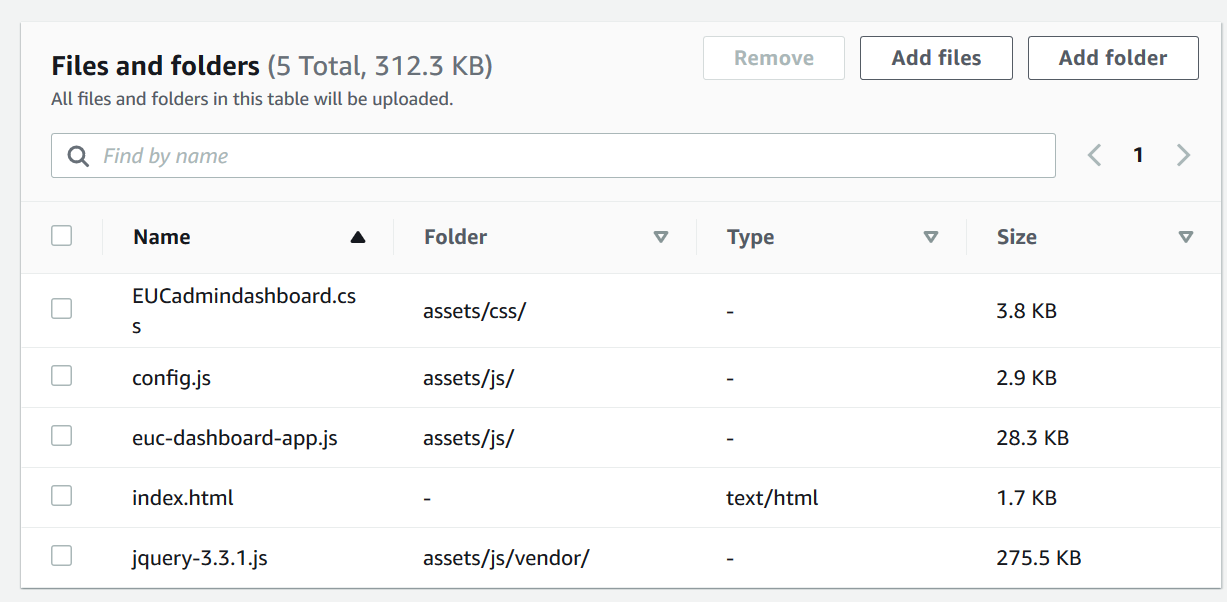 Files and folders (5 Total, 312.3 KB)
Remove
Add files
Add folder
All files and folders in this table will be uploaded.
Find by name
1
Name Folder Type Size
EUCadmindashboard.cs
s
assets/css/ - 3.8 KB
config.js assets/js/ - 2.9 KB
euc-dashboard-app.js assets/js/ - 28.3 KB
index.html - text/html 1.7 KB
jquery-3.3.1.js assets/js/vendor/ - 275.5 KB